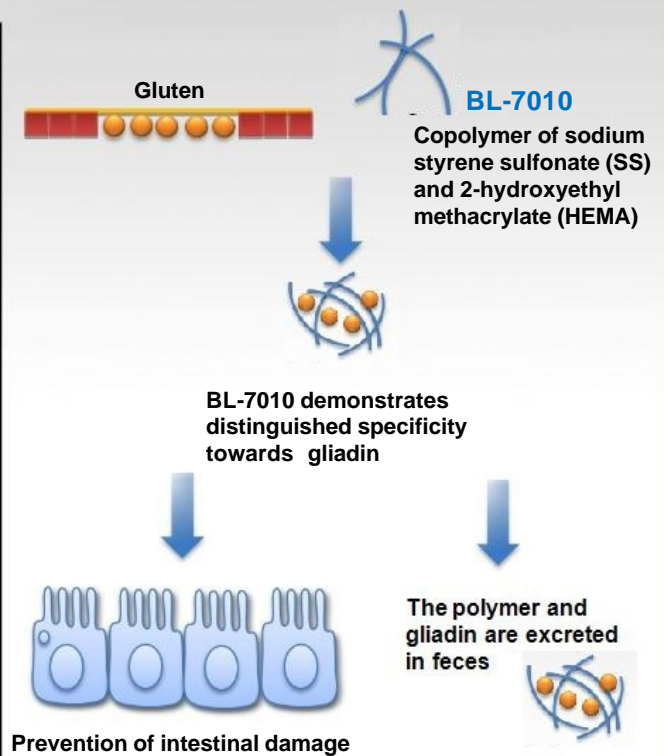 Gluten
BL-7010
Copolymer of sodium
styrene sulfonate (SS)
and 2-hydroxyethyl
methacrylate (HEMA)
BL-7010 demonstrates
distinguished specificity
towards gliadin
The polymer and
gliadin are excreted
in feces
Prevention of intestinal damage